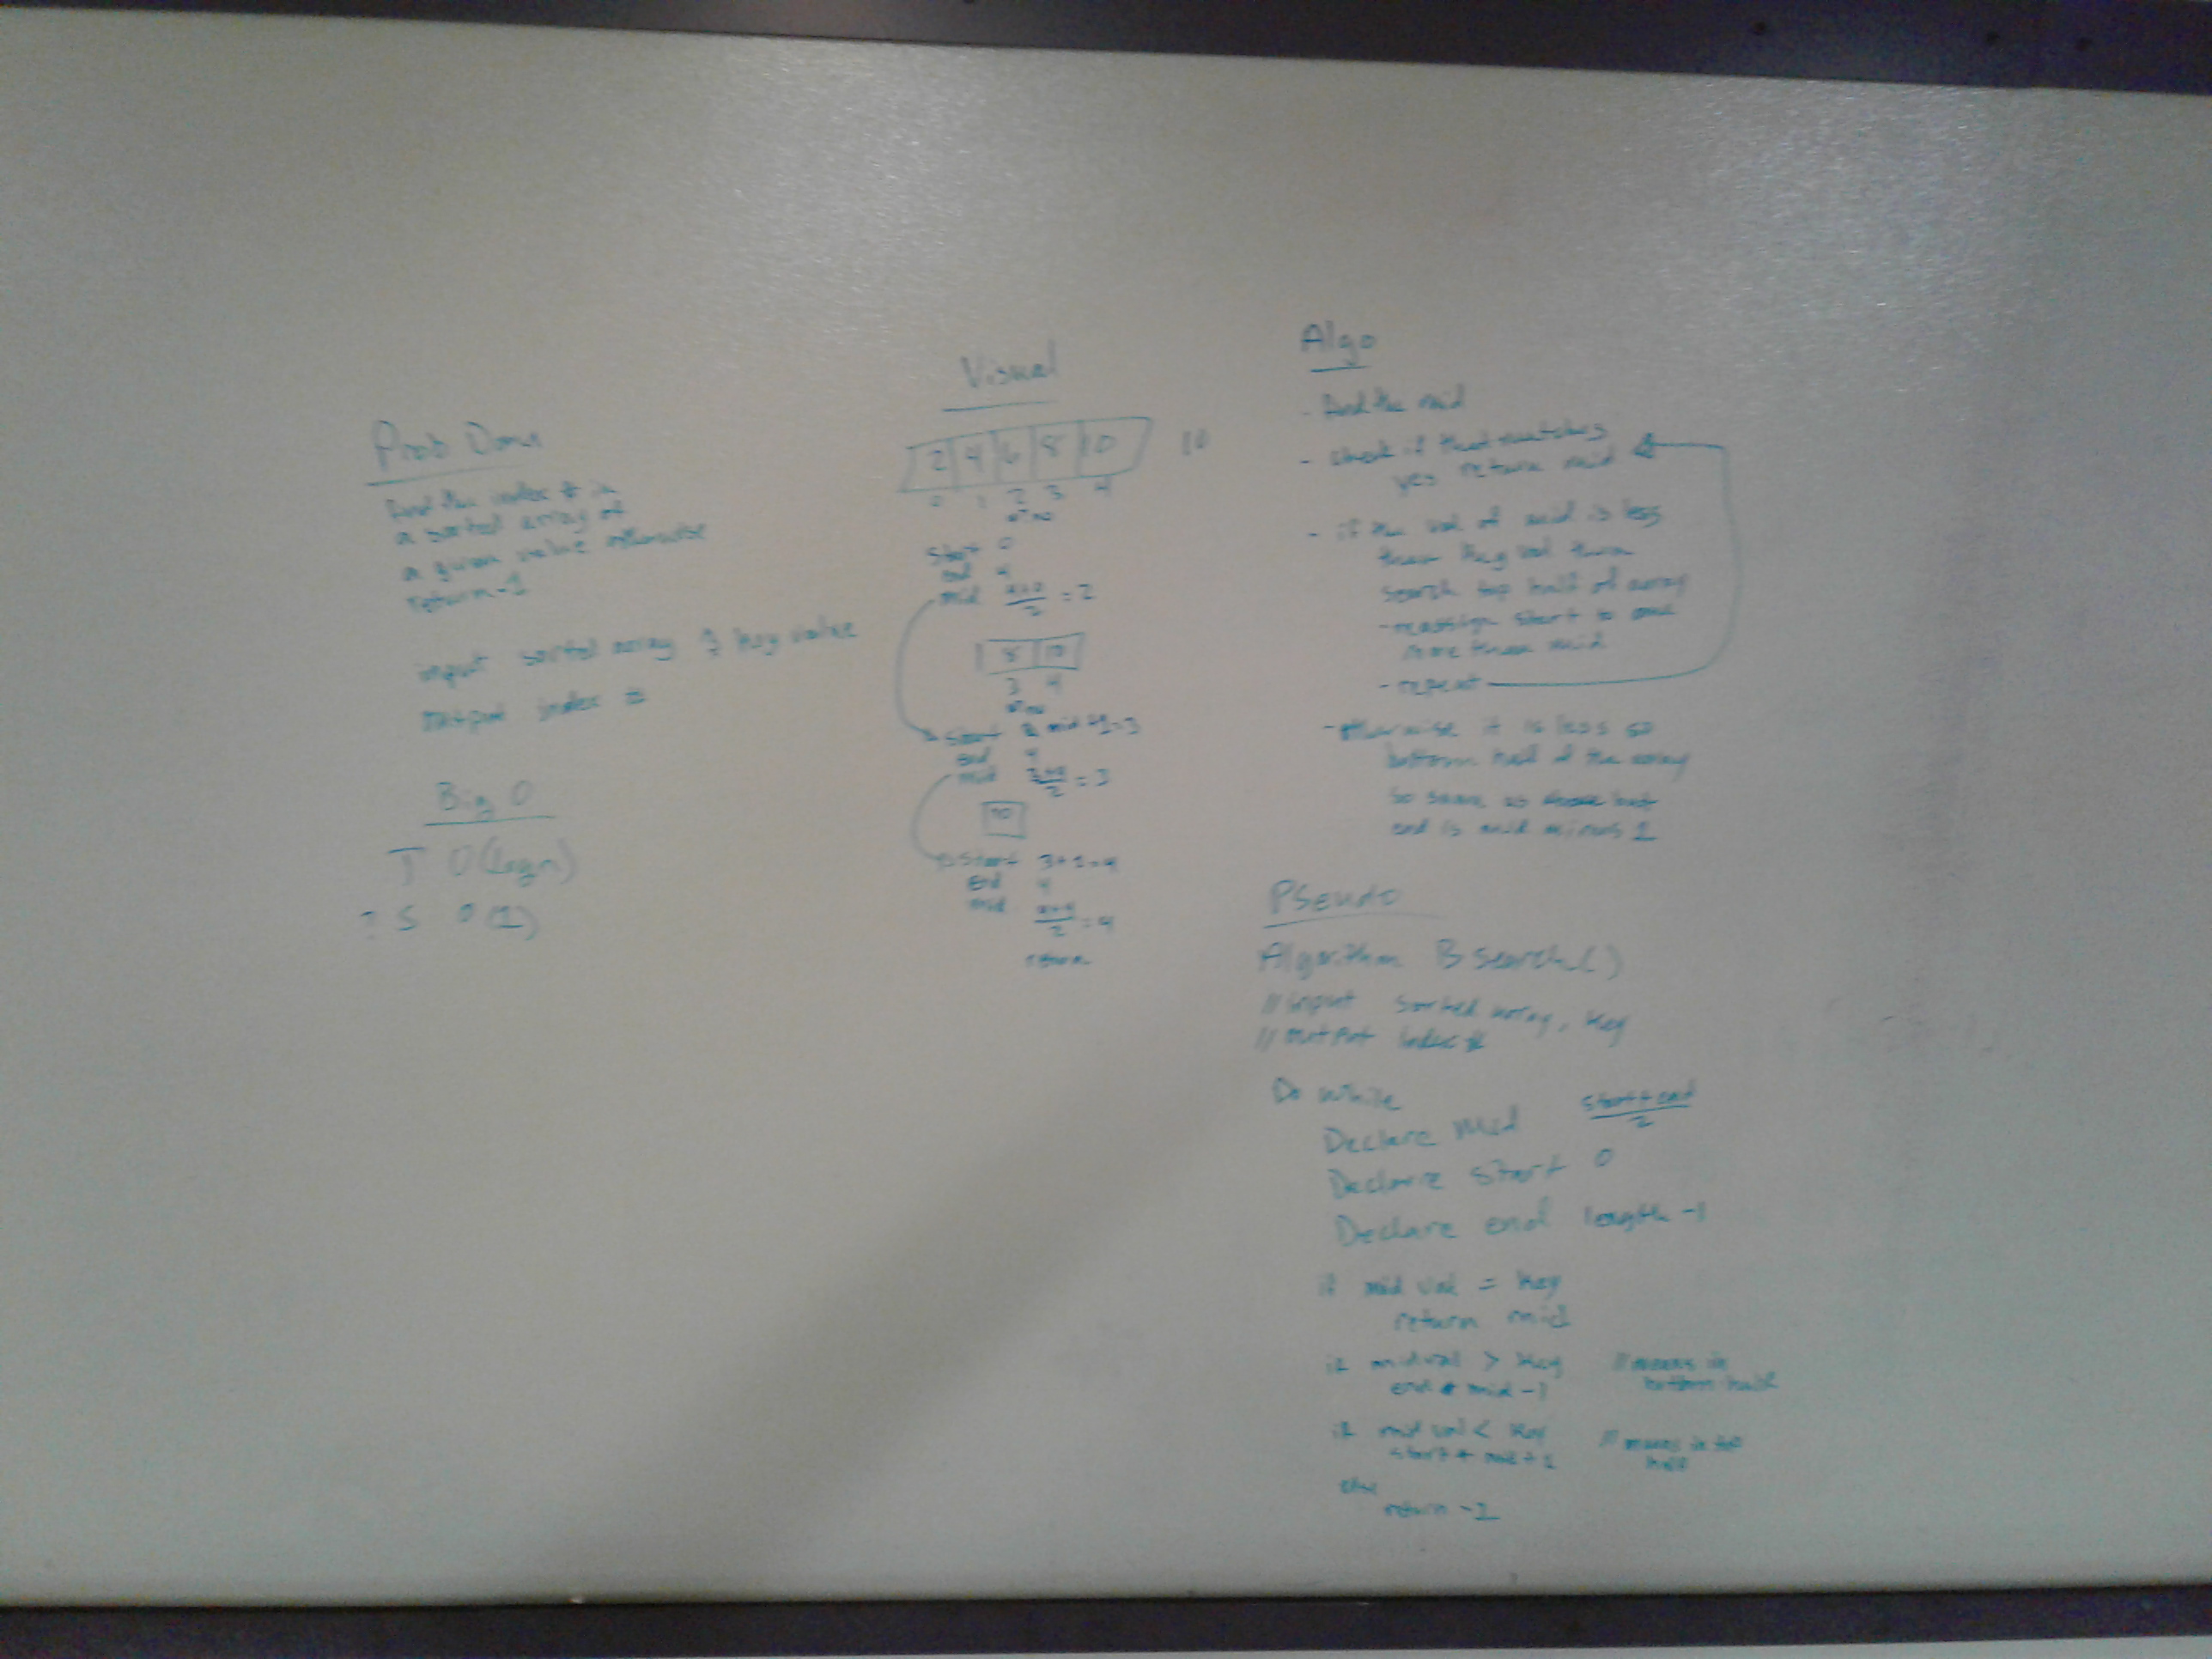 Prob Dom
find the index # in
a sorted array of
a given value otherwise
return -1
input sorted array & key value
output index #
Big O
T O(logn)
: S O(1)
Visual
2 4 6 8 10 10
0 1 2 3 4
no
start 0
end 4
mid 4+0/2 = 2
8 10
3 4
no
start mid+1=3
end 4
mid 3+4/2 = 3
10
start 3+1=4
end 4
mid 4+4/2 = 4
return
Algo
- find the mid
- check if that matches
yes return mid
- if the val of mid is less
than key val then
search top half of array
- reassign start to one
more than mid
- repeat
- otherwise it is less so
bottom half of the array
so same as above but
end is mid minus 1
Pseudo
Algorithm Bsearch()
// input sorted array, key
// output index #
Do while
Declare Mid start+end/2
Declare Start 0
Declare end length -1
if mid val = key
return mid
if midval > key // means in
end ← mid -1 bottom half
if mid val < key // means in top
start ← mid + 1 half
else
return -1